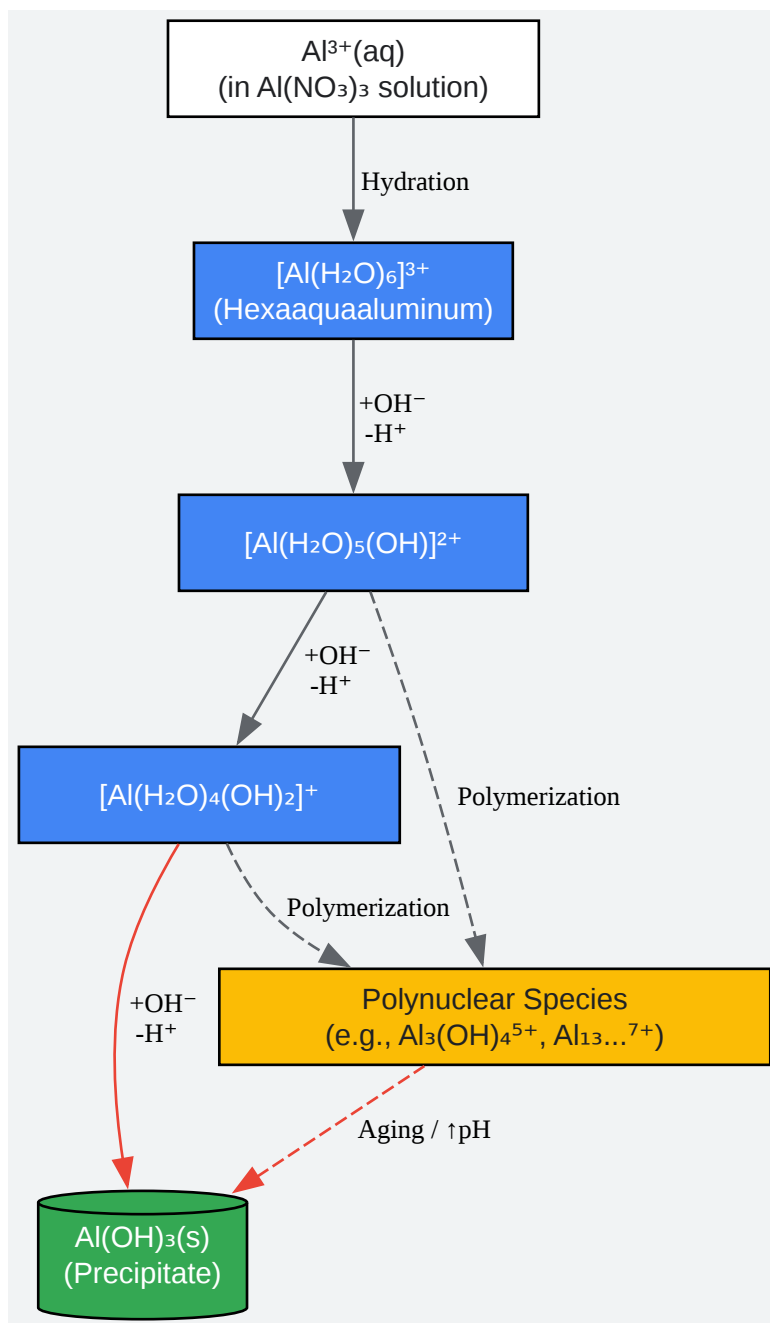 Al³⁺(aq)
(in Al(NO₃)₃ solution)
Hydration
[Al(H₂O)₆]³⁺
(Hexaaquaaluminum)
+OH⁻
-H⁺
[Al(H₂O)₅(OH)]²⁺
+OH⁻
-H⁺
[Al(H₂O)₄(OH)₂]⁺
Polymerization
Polymerization
Polynuclear Species
(e.g., Al₃(OH)₄⁵⁺, Al₁₃...⁷⁺)
+OH⁻
-H⁺
Aging / ↑pH
Al(OH)₃(s)
(Precipitate)